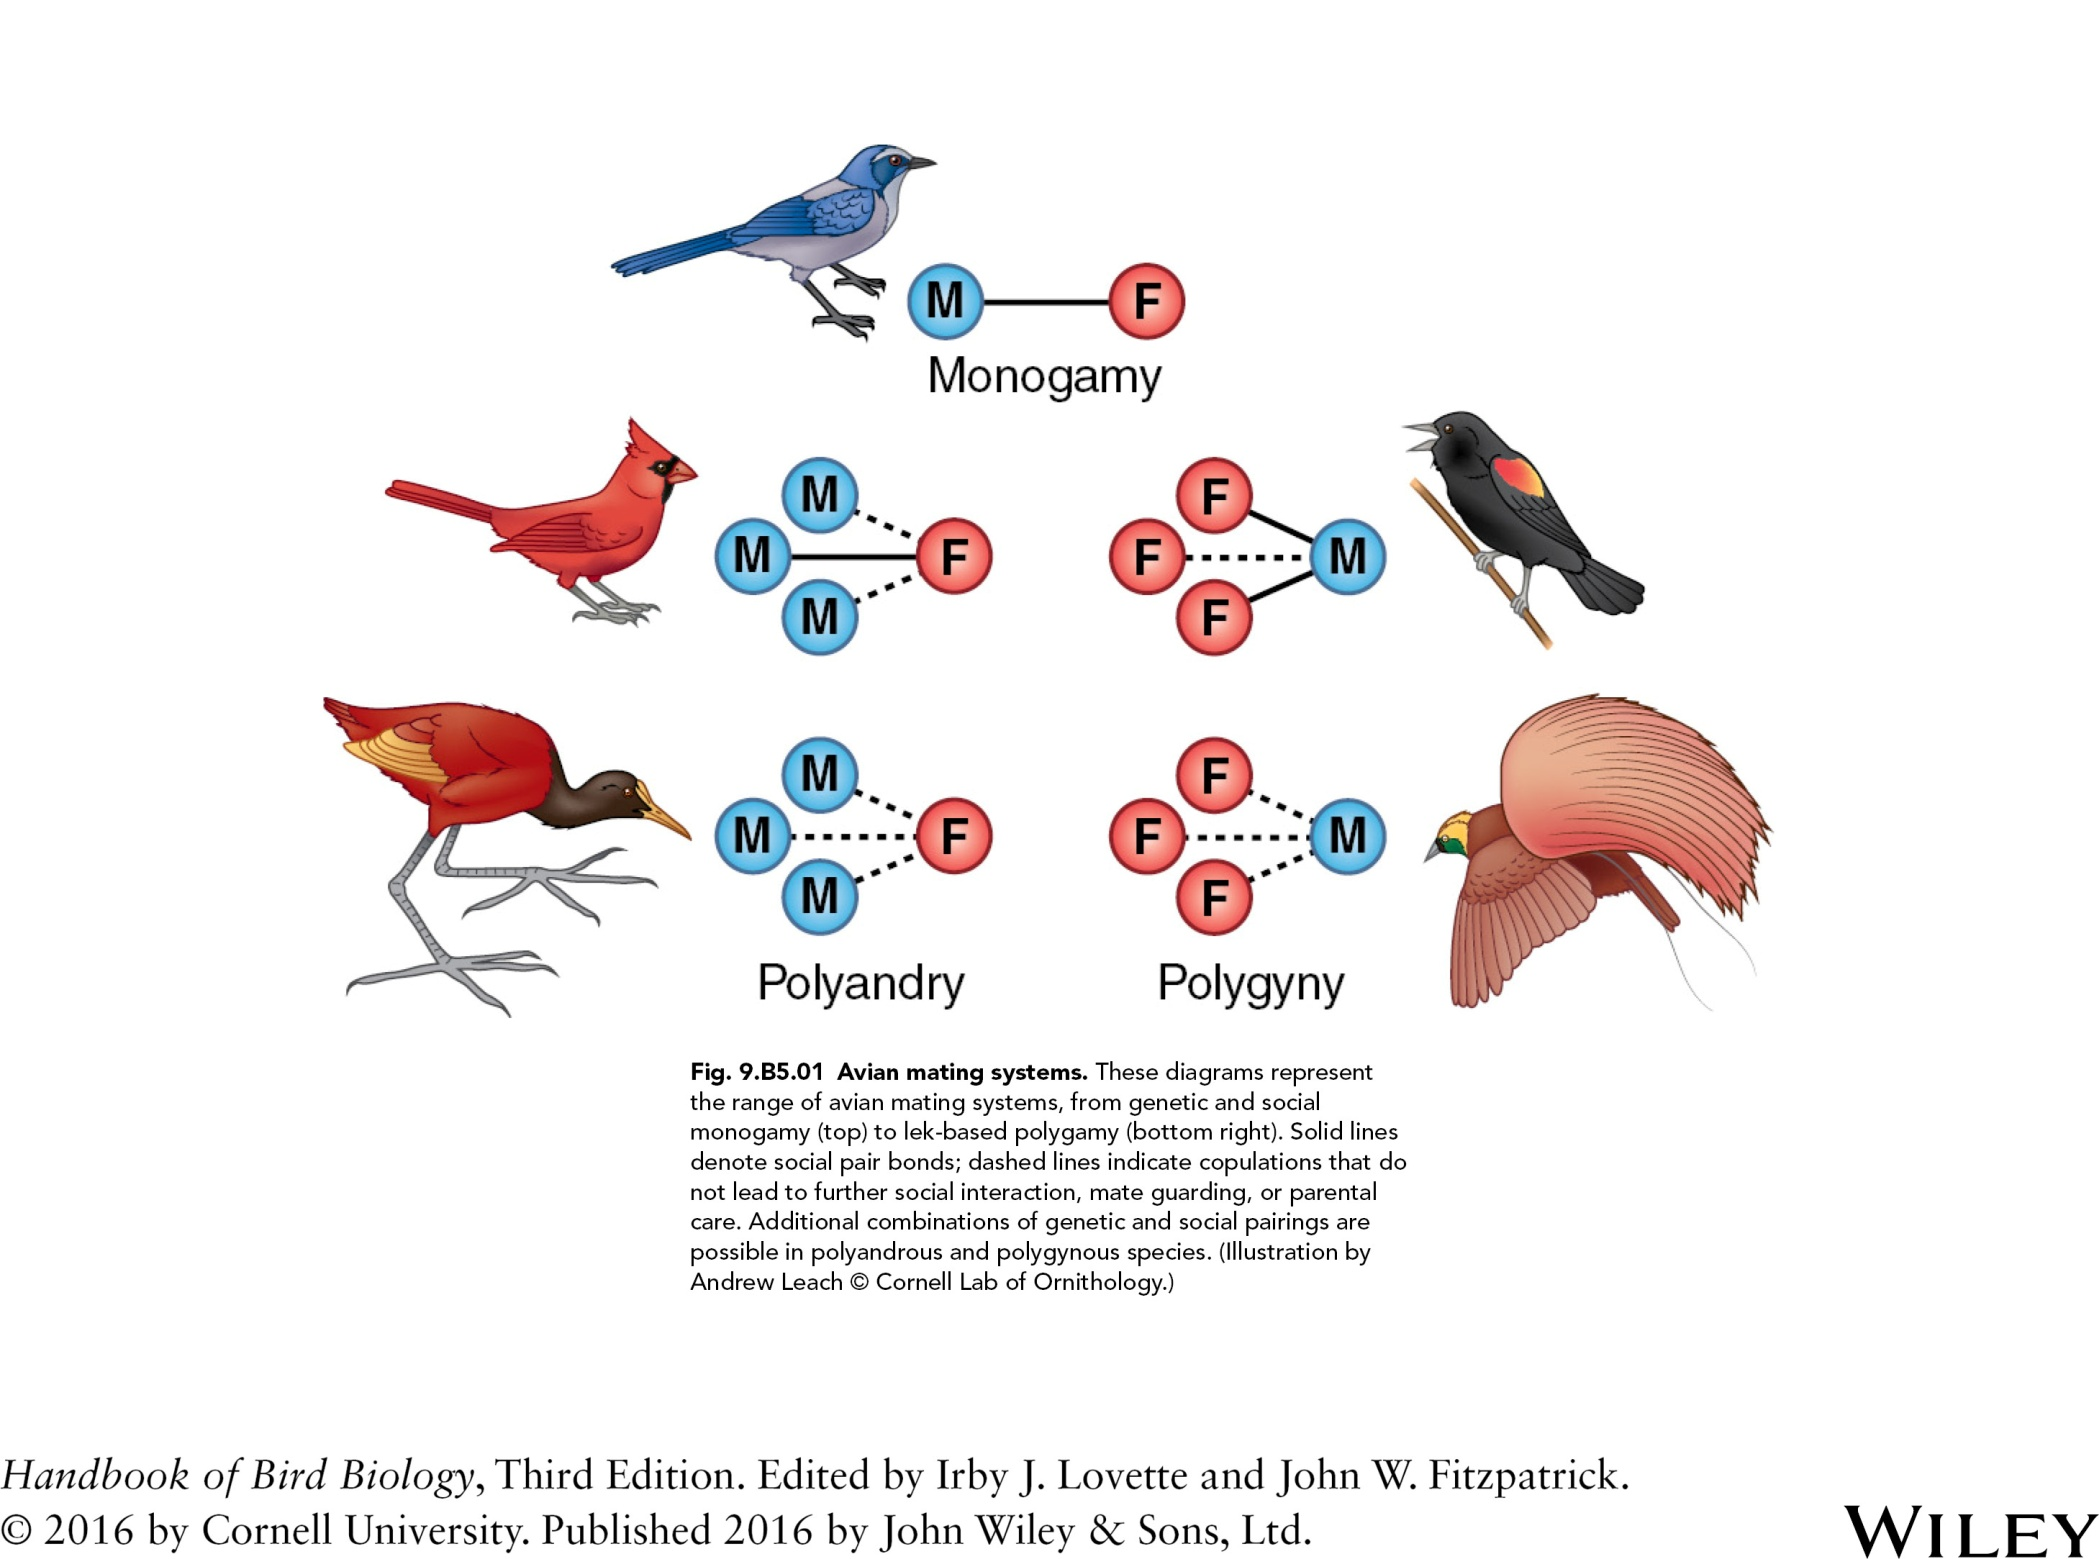 M F
Monogamy
M F
M F M
M F
M F
M F M
M F
Polyandry Polygyny
Fig. 9.B5.01 Avian mating systems. These diagrams represent
the range of avian mating systems, from genetic and social
monogamy (top) to lek-based polygamy (bottom right). Solid lines
denote social pair bonds; dashed lines indicate copulations that do
not lead to further social interaction, mate guarding, or parental
care. Additional combinations of genetic and social pairings are
possible in polyandrous and polygynous species. (Illustration by
Andrew Leach © Cornell Lab of Ornithology.)
Handbook of Bird Biology, Third Edition. Edited by Irby J. Lovette and John W. Fitzpatrick.
© 2016 by Cornell University. Published 2016 by John Wiley & Sons, Ltd.
WILEY